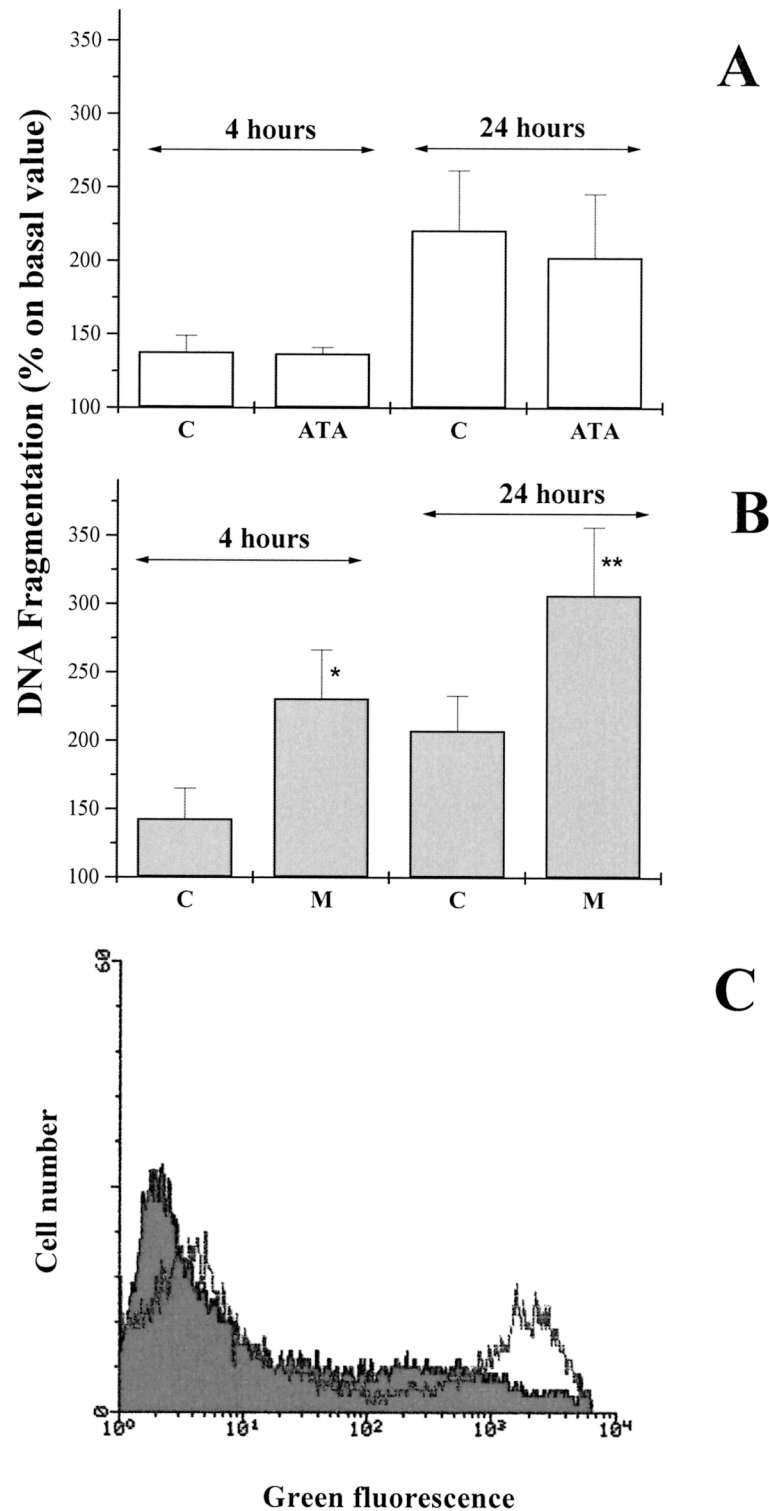 A
DNA Fragmentation (% on basal value)
350
300
250
200
150
100
4 hours
24 hours
C
ATA
C
ATA
B
350
300
250
200
150
100
4 hours
24 hours
*
**
C
M
C
M
C
60
0
Cell number
10⁰
10¹
10²
10³
10⁴
Green fluorescence